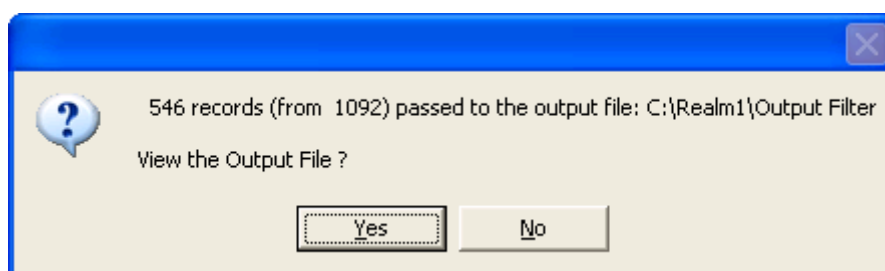 546 records (from 1092) passed to the output file: C:\Realm1\Output Filter
View the Output File ?
Yes
No